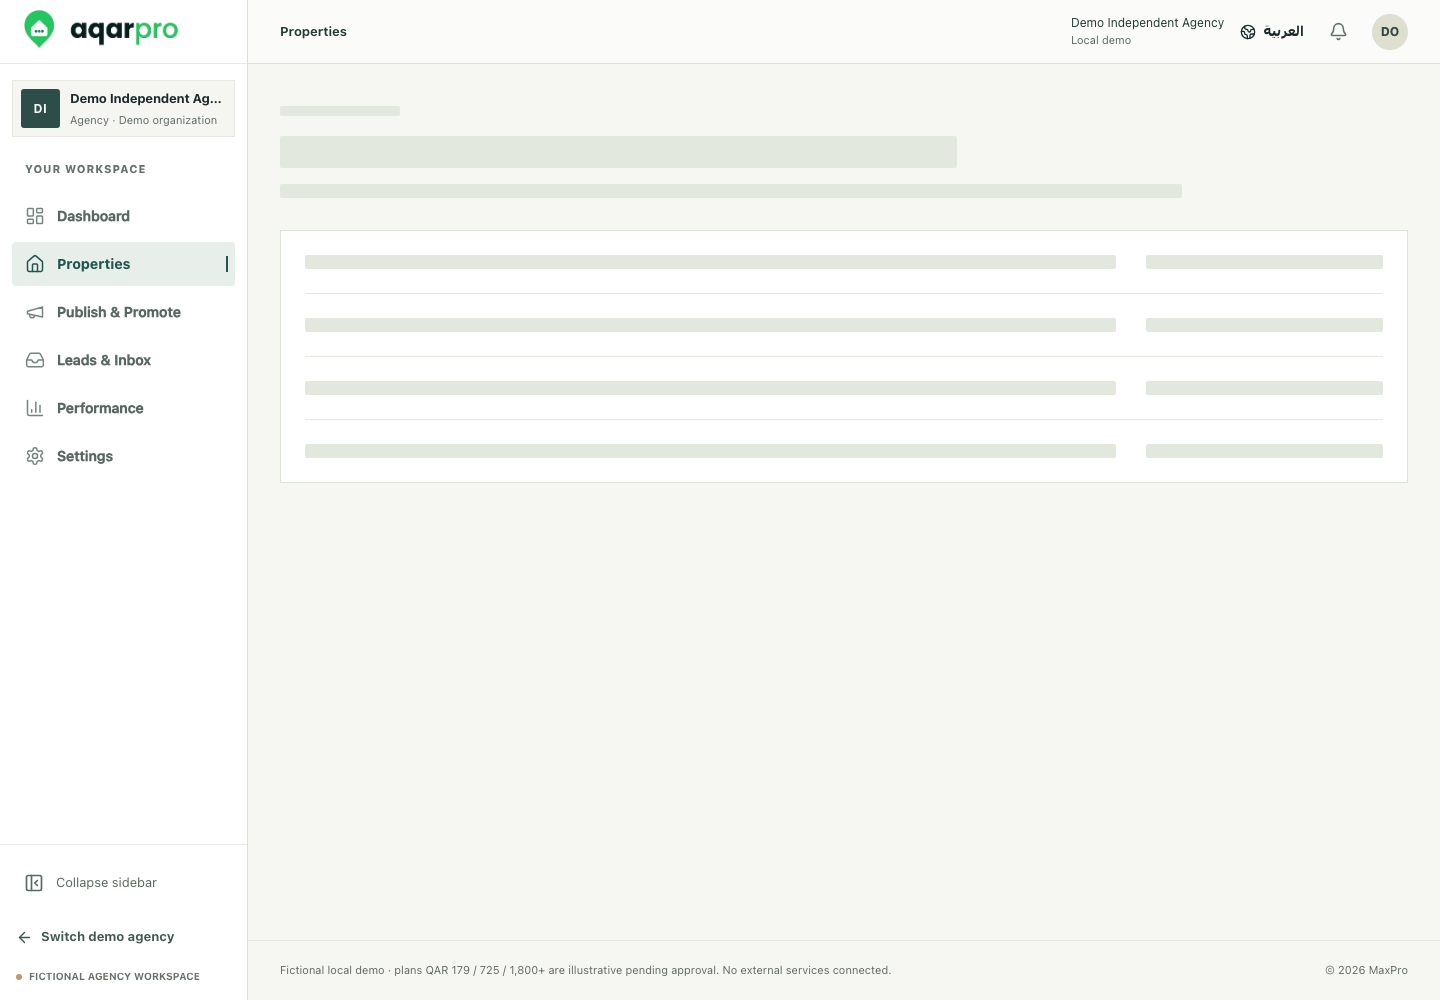 aqarpro
DI
Demo Independent Ag...
Agency · Demo organization
YOUR WORKSPACE
Dashboard
Properties
Publish & Promote
Leads & Inbox
Performance
Settings
Collapse sidebar
Switch demo agency
FICTIONAL AGENCY WORKSPACE
Properties
Demo Independent Agency
Local demo
العربية
DO
Fictional local demo · plans QAR 179 / 725 / 1,800+ are illustrative pending approval. No external services connected.
© 2026 MaxPro